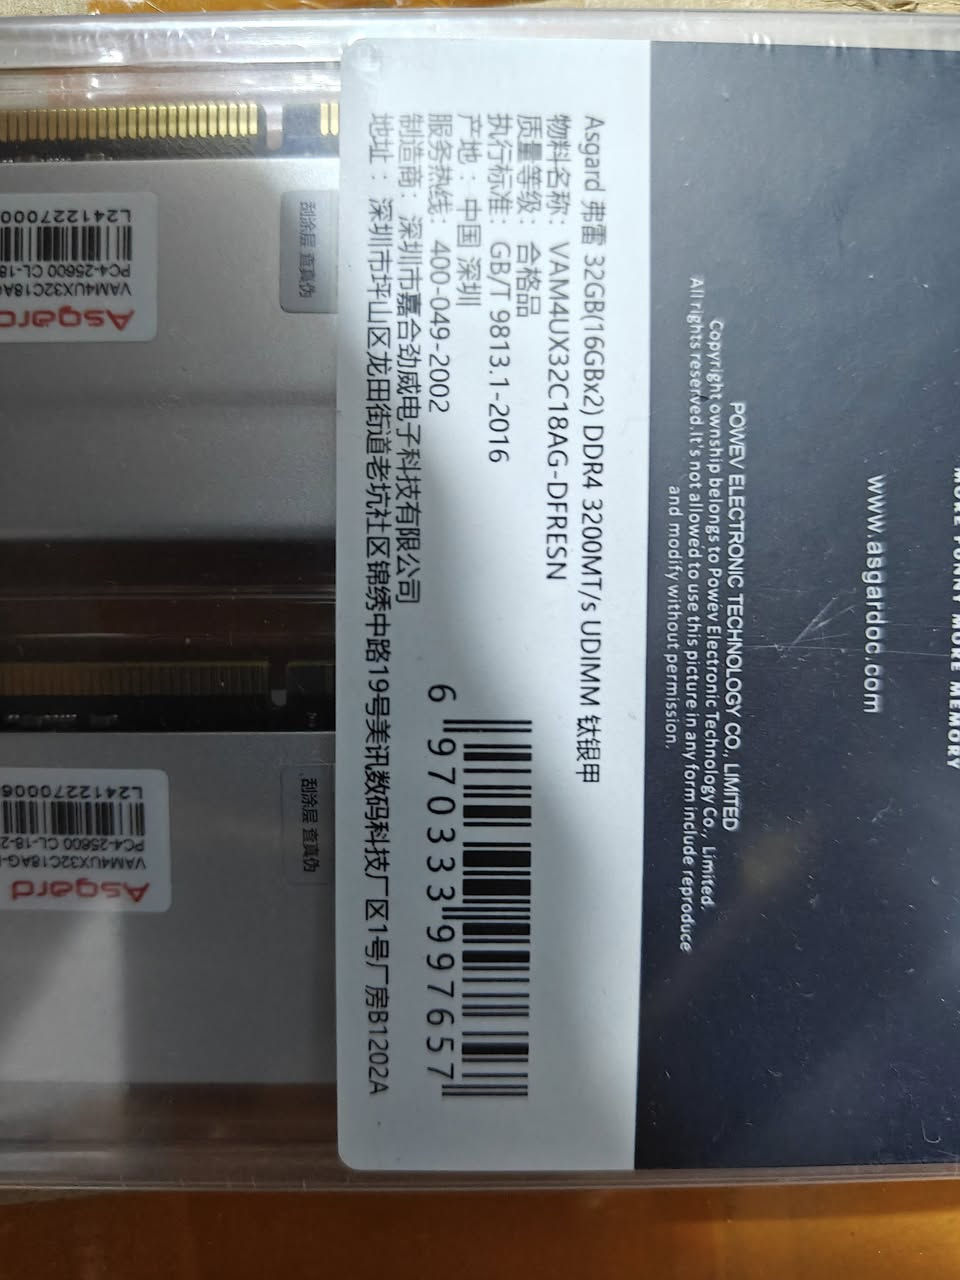 Asgard 弗雷 32GB(16GBx2) DDR4 3200MT/s UDIMM 钛银甲
物料名称：VAM4UX32C18AG-DFRESN
质量等级：合格品
执行标准：GB/T 9813.1-2016
产 地：中国 深圳
服务热线：400-049-2002
制造商：深圳市嘉合劲威电子科技有限公司
地址：深圳市坪山区龙田街道老坑社区锦绣中路19号美讯数码科技厂区1号厂房B1202A
6 970333 997657
MORE FUNNY MORE MEMORY
www.asgardoc.com
POWEV ELECTRONIC TECHNOLOGY CO., LIMITED
Copyright ownership belongs to Powev Electronic Technology Co., Limited.
All rights reserved.It's not allowed to use this picture in any form include reproduce
and modify without permission.
刮涂层 查真伪
Asgard
VAM4UX32C18AG
PC4-25600 CL-18
L241227000
刮涂层 查真伪
Asgard
VAM4UX32C18AG-
PC4-25600 CL-18-2
L241227000